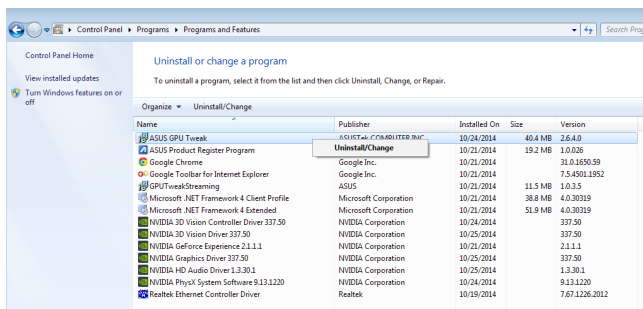 Control Panel ▸ Programs ▸ Programs and Features
Search Prog
Control Panel Home
View installed updates
Turn Windows features on or
off
Uninstall or change a program
To uninstall a program, select it from the list and then click Uninstall, Change, or Repair.
Organize Uninstall/Change
Name Publisher Installed On Size Version
ASUS GPU Tweak ASUSTek COMPUTER INC. 10/24/2014 40.4 MB 2.6.4.0
Uninstall/Change
ASUS Product Register Program 10/21/2014 19.2 MB 1.0.026
Google Chrome Google Inc. 10/21/2014 31.0.1650.59
Google Toolbar for Internet Explorer Google Inc. 10/21/2014 7.5.4501.1952
GPUTweakStreaming ASUS 10/21/2014 11.5 MB 1.0.3.5
Microsoft .NET Framework 4 Client Profile Microsoft Corporation 10/21/2014 38.8 MB 4.0.30319
Microsoft .NET Framework 4 Extended Microsoft Corporation 10/21/2014 51.9 MB 4.0.30319
NVIDIA 3D Vision Controller Driver 337.50 NVIDIA Corporation 10/24/2014 337.50
NVIDIA 3D Vision Driver 337.50 NVIDIA Corporation 10/25/2014 337.50
NVIDIA GeForce Experience 2.1.1.1 NVIDIA Corporation 10/21/2014 2.1.1.1
NVIDIA Graphics Driver 337.50 NVIDIA Corporation 10/25/2014 337.50
NVIDIA HD Audio Driver 1.3.30.1 NVIDIA Corporation 10/25/2014 1.3.30.1
NVIDIA PhysX System Software 9.13.1220 NVIDIA Corporation 10/24/2014 9.13.1220
Realtek Ethernet Controller Driver Realtek 10/19/2014 7.67.1226.2012